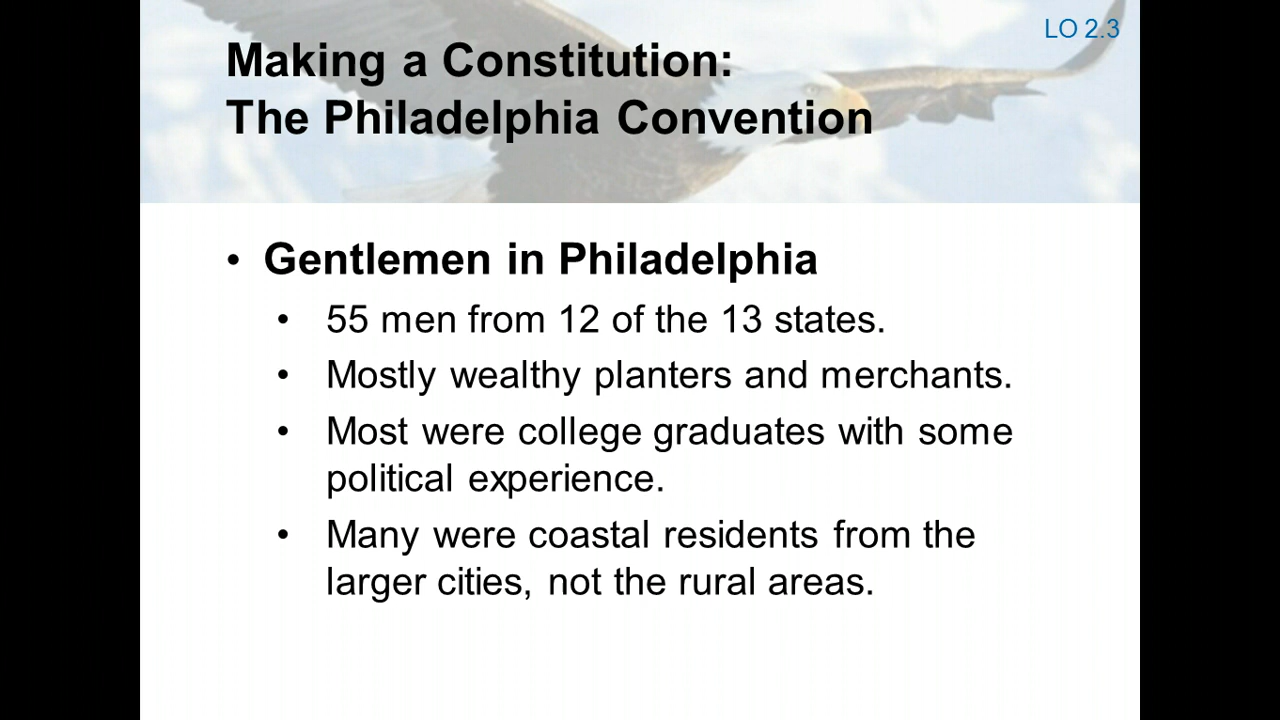 LO 2.3
Making a Constitution:
The Philadelphia Convention
• Gentlemen in Philadelphia
• 55 men from 12 of the 13 states.
• Mostly wealthy planters and merchants.
• Most were college graduates with some
political experience.
• Many were coastal residents from the
larger cities, not the rural areas.